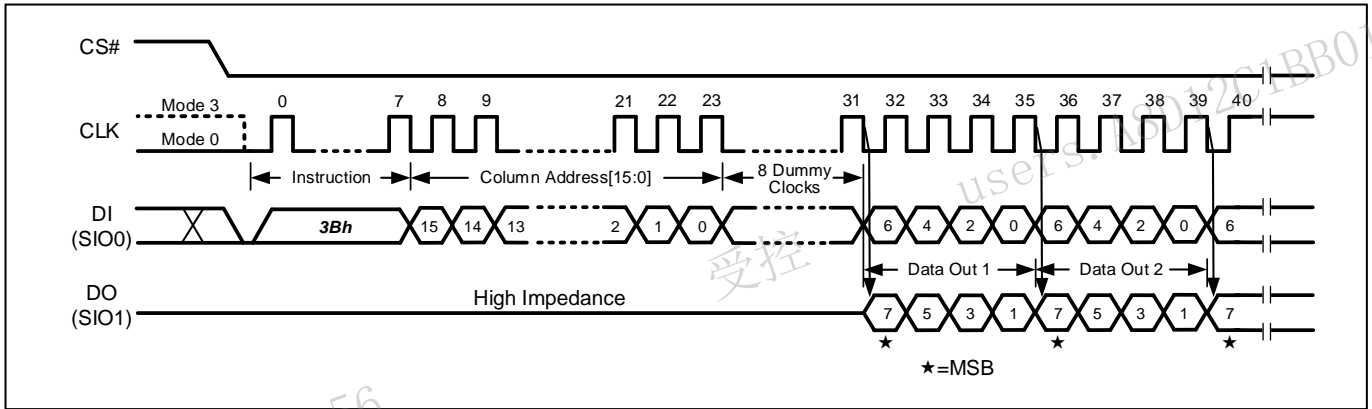 CS#
Mode 3
Mode 0
CLK
0 7 8 9 21 22 23 31 32 33 34 35 36 37 38 39 40
Instruction
Column Address[15:0]
8 Dummy
Clocks
DI
(SIO0)
3Bh 15 14 13 2 1 0 6 4 2 0 6 4 2 0 6
Data Out 1
Data Out 2
DO
(SIO1)
High Impedance
7 5 3 1 7 5 3 1 7
★ ★ ★
★=MSB
users.A8D12C1BB01
受控
56